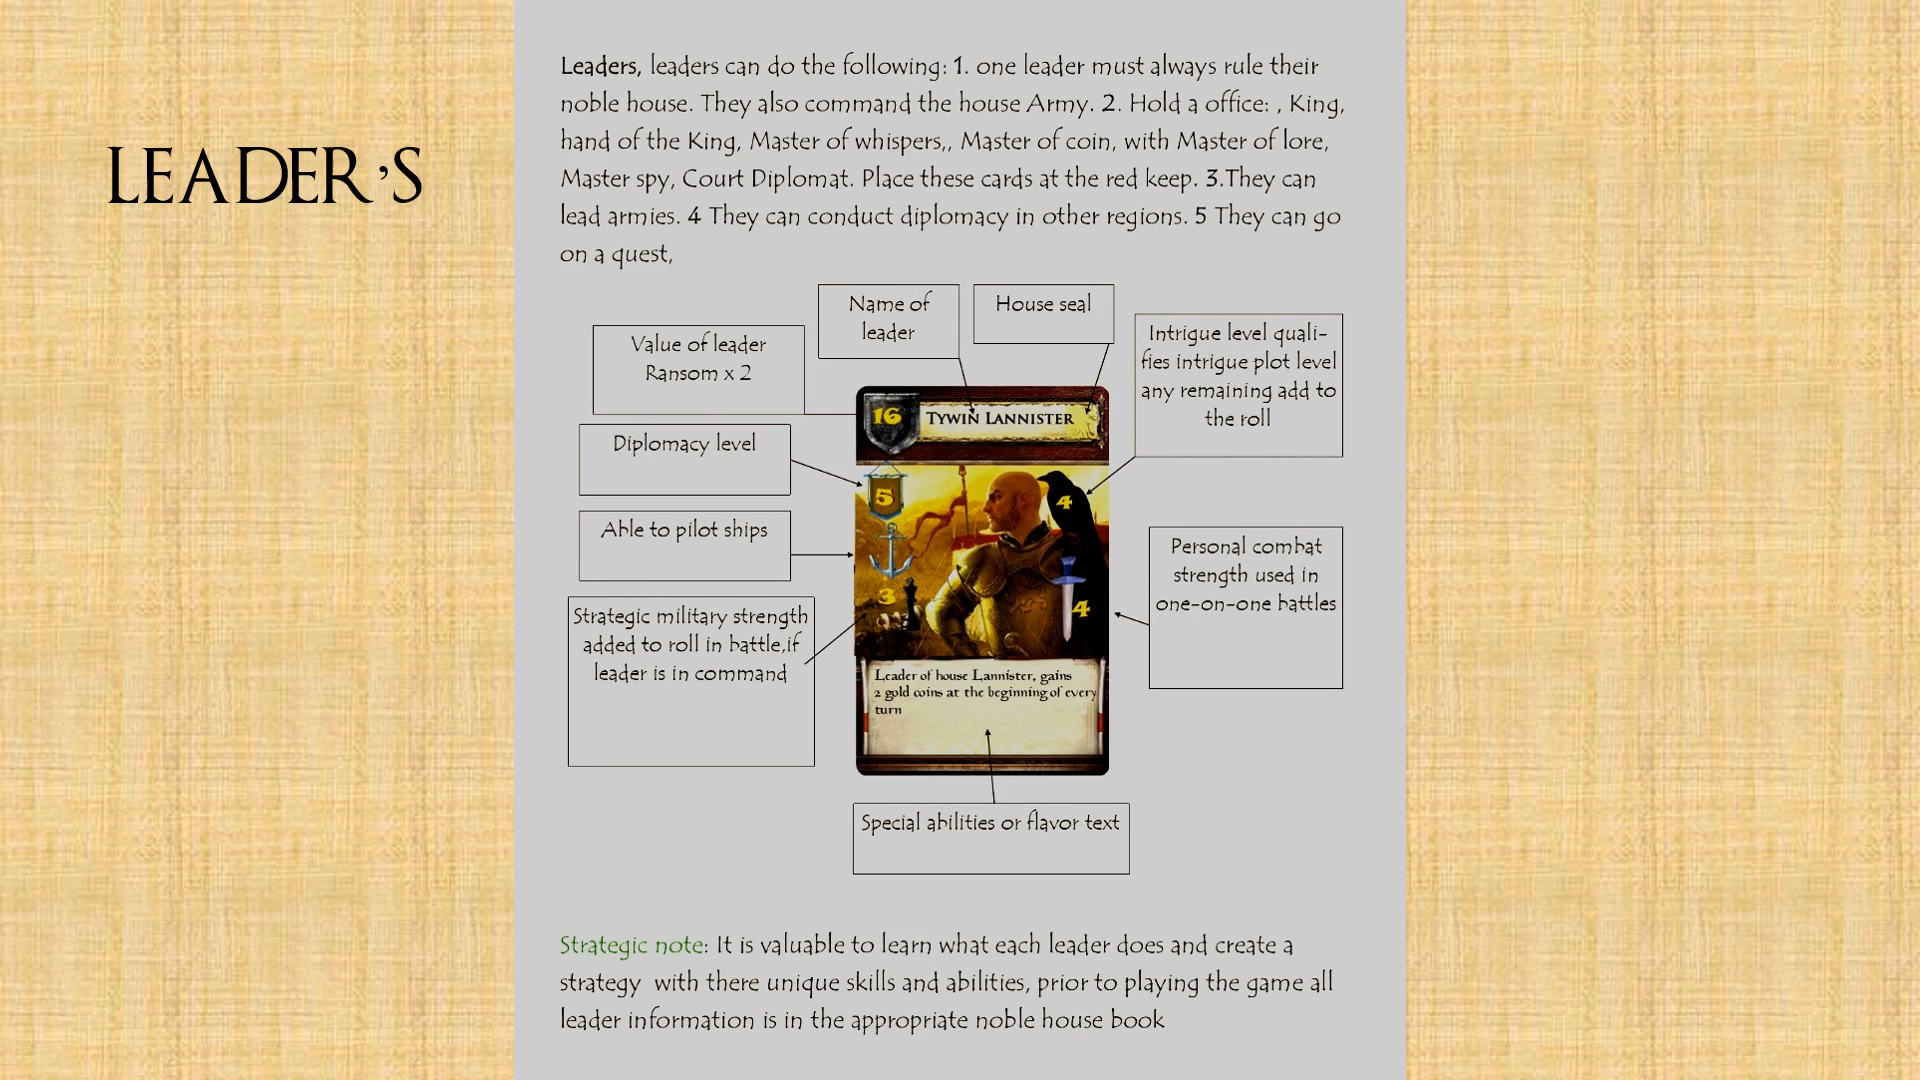 LEADER'S
Leaders, leaders can do the following: 1. one leader must always rule their
noble house. They also command the house Army. 2. Hold a office: , King,
hand of the King, Master of whispers,, Master of coin, with Master of lore,
Master spy, Court Diplomat. Place these cards at the red keep. 3.They can
lead armies. 4 They can conduct diplomacy in other regions. 5 They can go
on a quest,
Name of
leader
House seal
Value of leader
Ransom x 2
Intrigue level quali-
fies intrigue plot level
any remaining add to
the roll
16
TYWIN LANNISTER
Diplomacy level
5
4
Able to pilot ships
Personal combat
strength used in
one-on-one battles
Strategic military strength
added to roll in battle,if
leader is in command
3
4
Leader of house Lannister, gains
2 gold coins at the beginning of every
turn
Special abilities or flavor text
Strategic note: It is valuable to learn what each leader does and create a
strategy with there unique skills and abilities, prior to playing the game all
leader information is in the appropriate noble house book